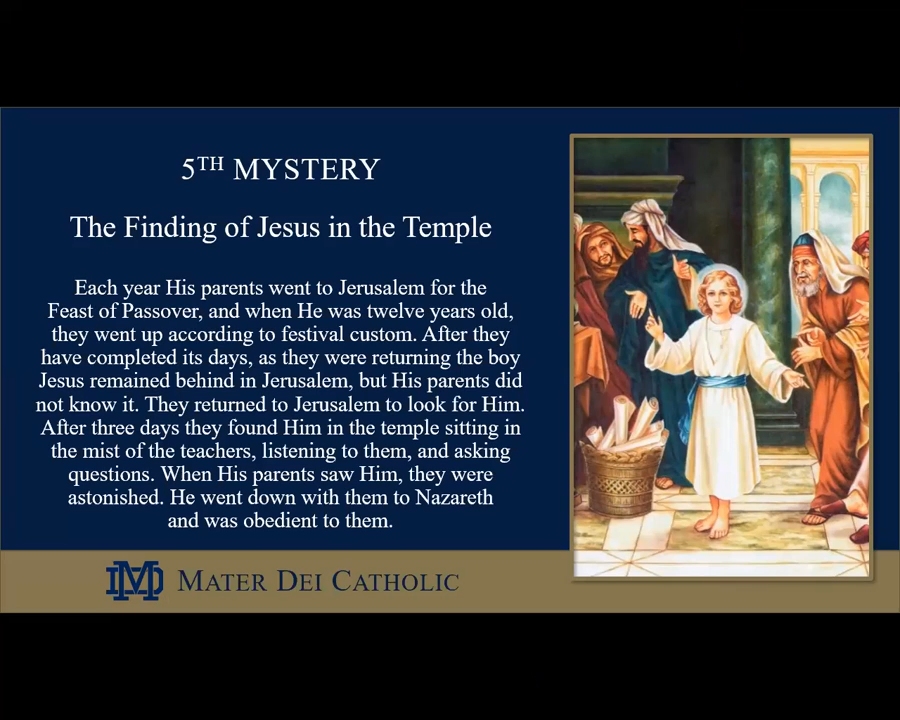 5TH MYSTERY
The Finding of Jesus in the Temple
Each year His parents went to Jerusalem for the
Feast of Passover, and when He was twelve years old,
they went up according to festival custom. After they
have completed its days, as they were returning the boy
Jesus remained behind in Jerusalem, but His parents did
not know it. They returned to Jerusalem to look for Him.
After three days they found Him in the temple sitting in
the mist of the teachers, listening to them, and asking
questions. When His parents saw Him, they were
astonished. He went down with them to Nazareth
and was obedient to them.
MD MATER DEI CATHOLIC